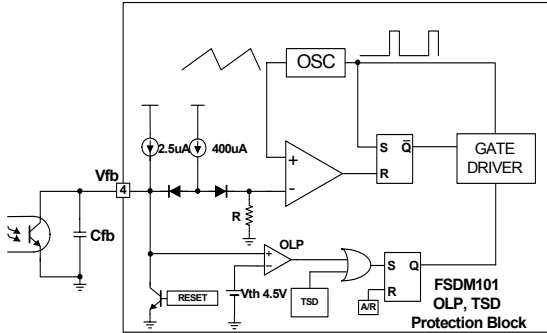 OSC
2.5uA
400uA
Vfb
4
+
-
S
Q̅
R
GATE
DRIVER
R
Cfb
OLP
+
-
S
Q
R
RESET
Vth 4.5V
TSD
A/R
FSDM101
OLP, TSD
Protection Block